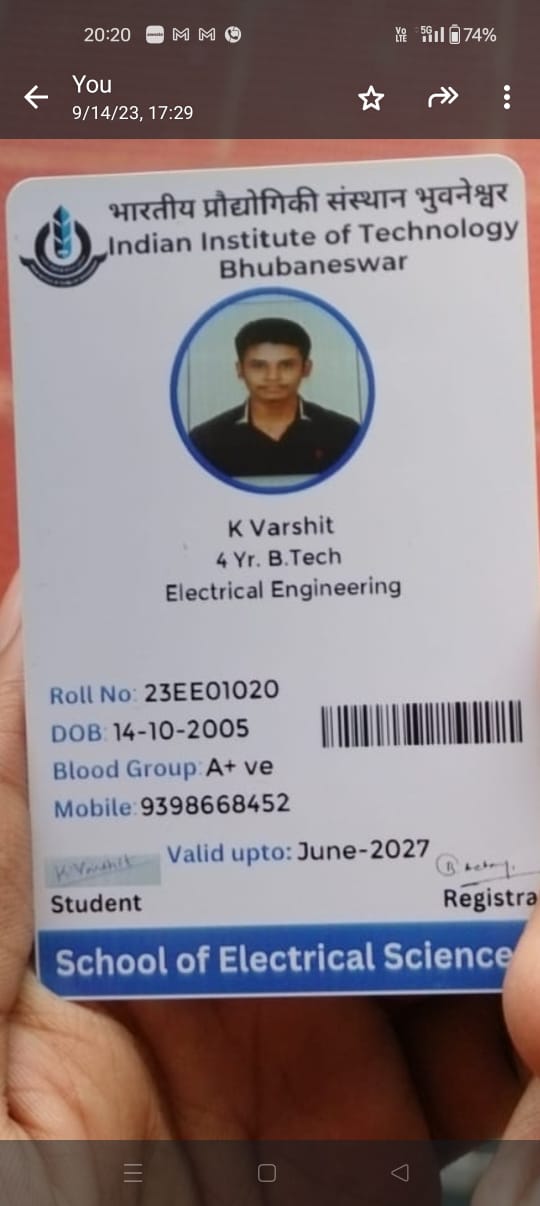 20:20
Vo LTE 5G 74%
You
9/14/23, 17:29
भारतीय प्रौद्योगिकी संस्थान भुवनेश्वर
Indian Institute of Technology
Bhubaneswar
K Varshit
4 Yr. B.Tech
Electrical Engineering
Roll No: 23EE01020
DOB: 14-10-2005
Blood Group: A+ ve
Mobile: 9398668452
Valid upto: June-2027
K Varshit
Student
Registra
School of Electrical Science